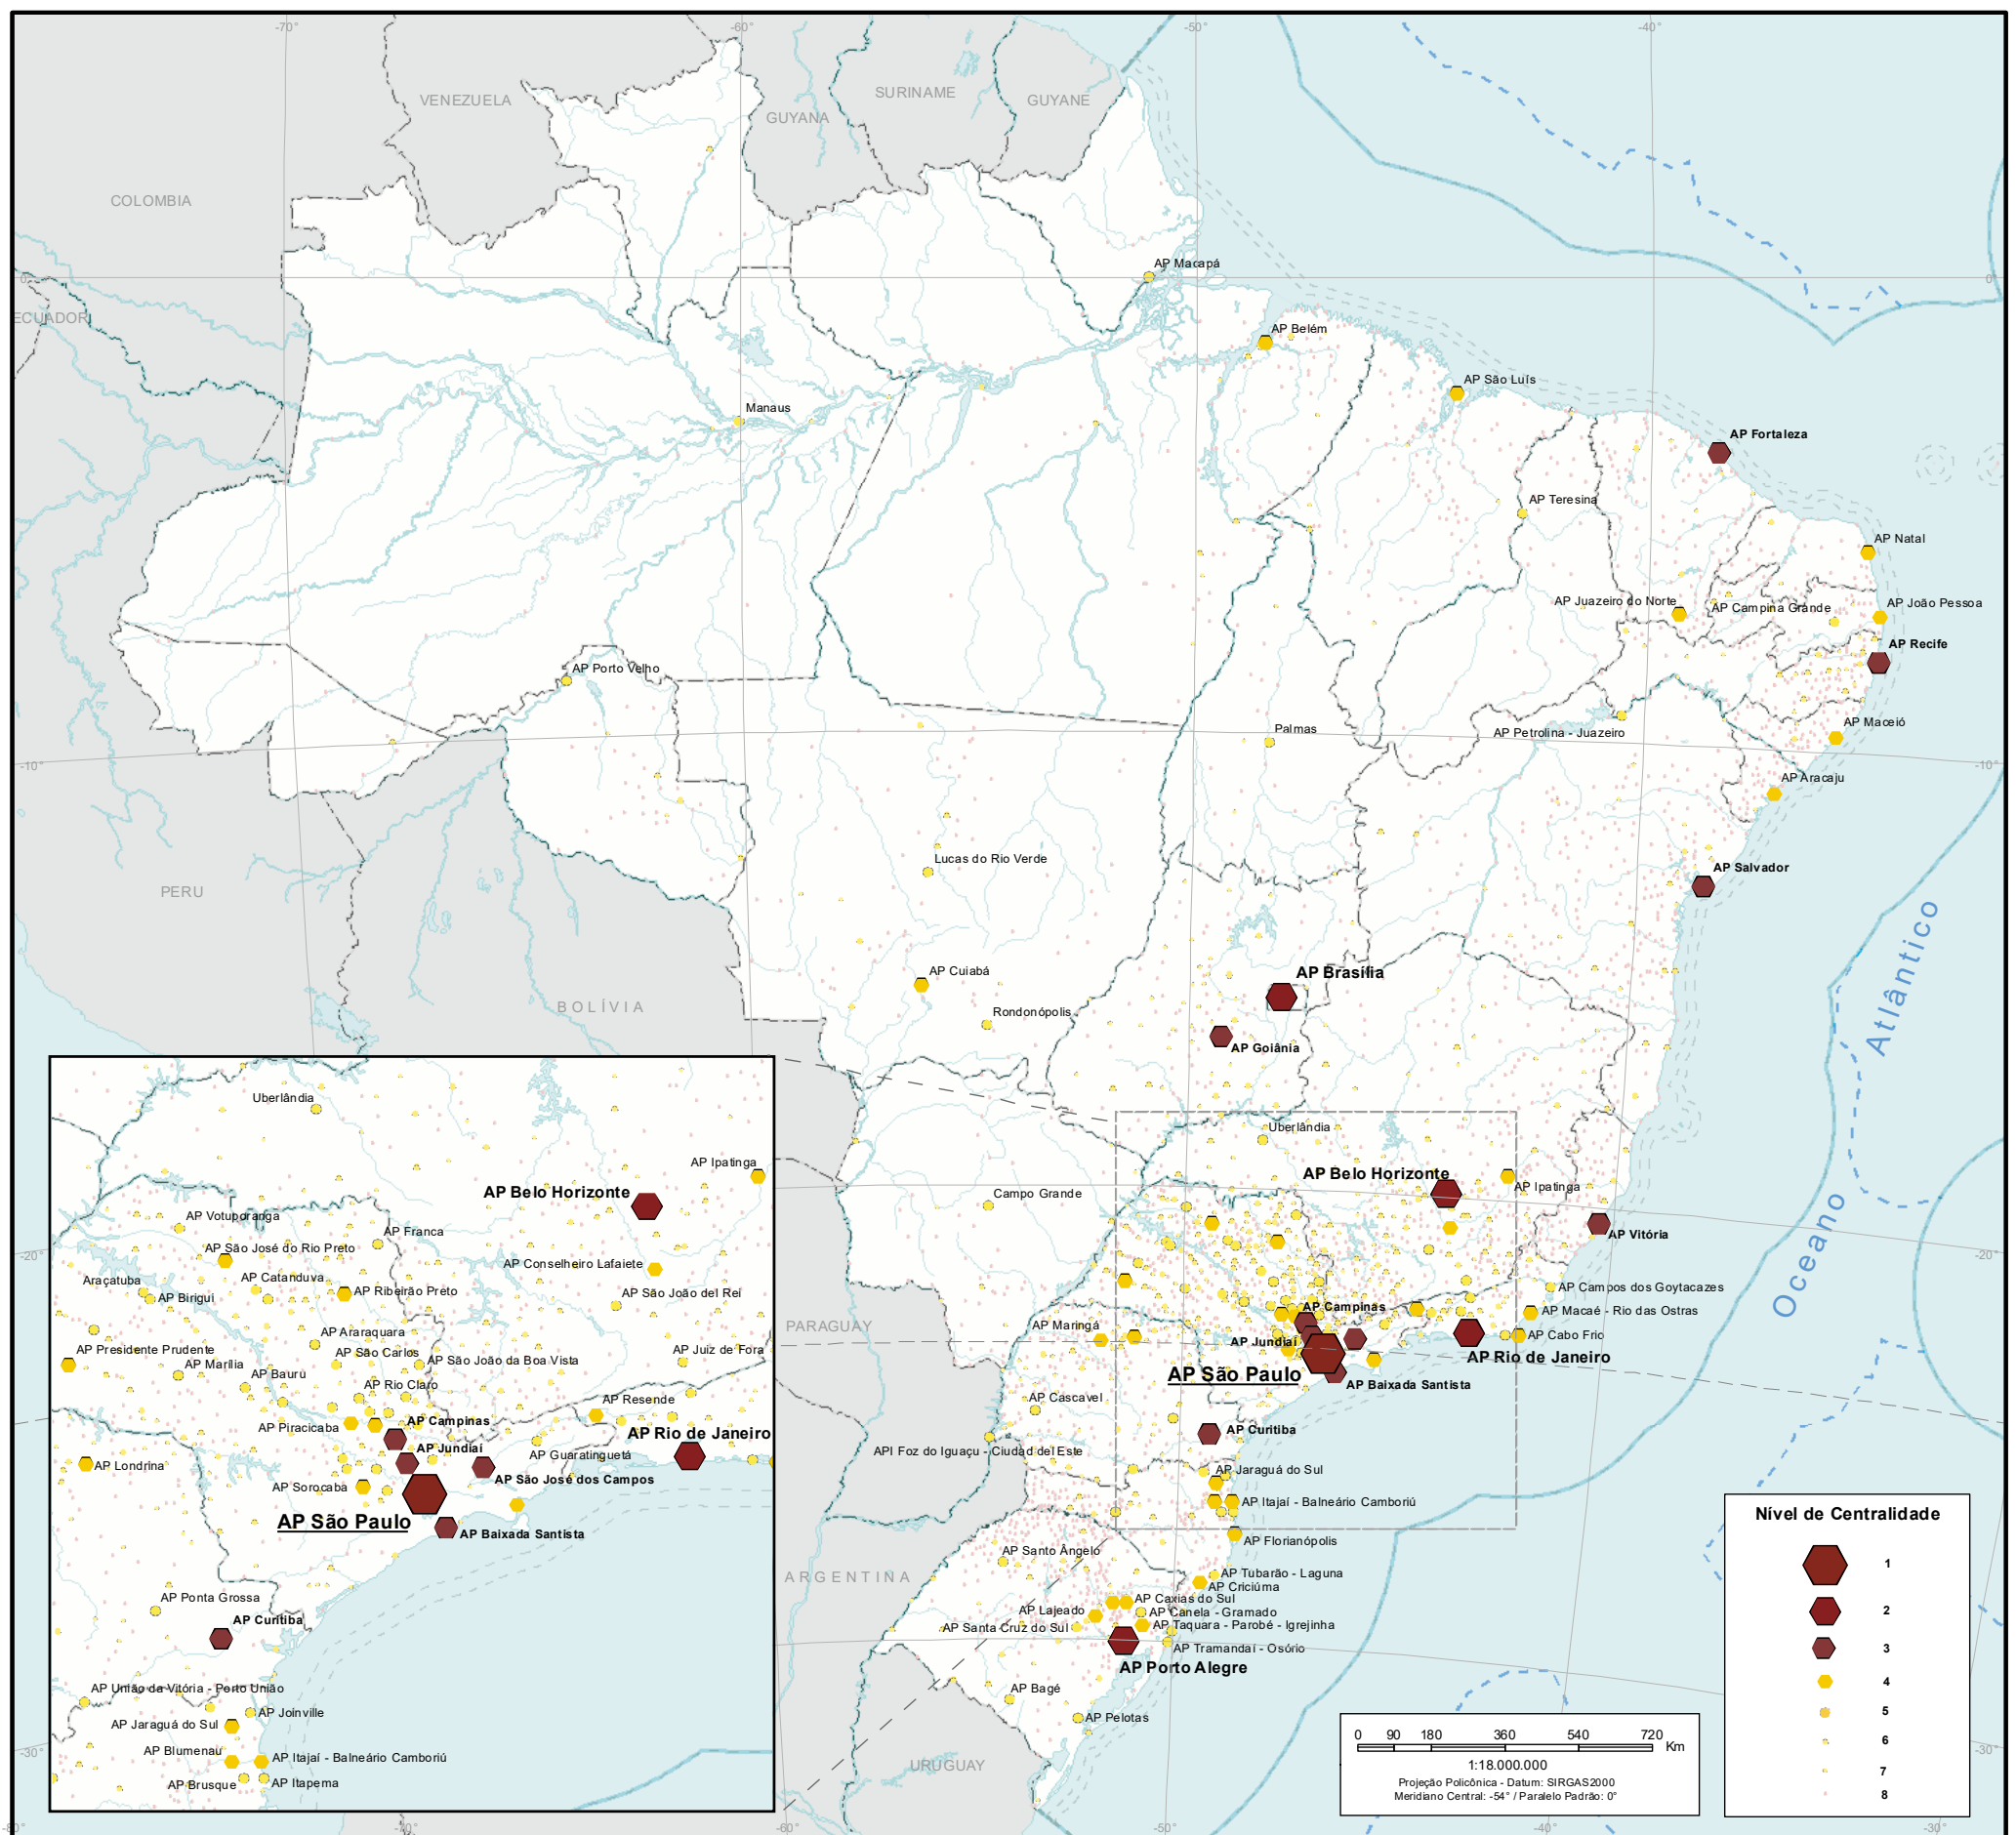 -70°
-60°
-50°
-40°
VENEZUELA
SURINAME
GUYANE
GUYANA
COLOMBIA
AP Macapá
0°
0°
ECUADOR
AP Belém
AP São Luís
Manaus
AP Fortaleza
AP Teresina
AP Natal
AP Juazeiro do Norte
AP Campina Grande
AP João Pessoa
AP Recife
AP Porto Velho
AP Maceió
Palmas
AP Petrolina - Juazeiro
-10°
-10°
AP Aracaju
Lucas do Rio Verde
AP Salvador
PERU
Atlântico
AP Cuiabá
AP Brasília
BOLÍVIA
Rondonópolis
AP Goiânia
Uberlândia
AP Belo Horizonte
AP Ipatinga
Campo Grande
AP Vitória
Oceano
-20°
AP Campos dos Goytacazes
AP Campinas
AP Macaé - Rio das Ostras
PARAGUAY
AP Maringá
AP Jundiaí
AP Cabo Frio
AP Rio de Janeiro
AP São Paulo
AP Baixada Santista
AP Cascavel
AP Curitiba
API Foz do Iguaçu - Ciudad del Este
AP Jaraguá do Sul
AP Itajaí - Balneário Camboriú
AP Florianópolis
AP Santo Ângelo
ARGENTINA
AP Tubarão - Laguna
AP Criciúma
AP Caxias do Sul
AP Lajeado
AP Canela - Gramado
AP Santa Cruz do Sul
AP Taquara - Parobé - Igrejinha
AP Tramandaí - Osório
AP Porto Alegre
AP Bagé
AP Pelotas
URUGUAY
-30°
Uberlândia
AP Ipatinga
AP Belo Horizonte
AP Votuporanga
AP Franca
-20°
AP São José do Rio Preto
AP Conselheiro Lafaiete
Araçatuba
AP Catanduva
AP Birigui
AP Ribeirão Preto
AP São João del Rei
AP Araraquara
AP Presidente Prudente
AP São Carlos
AP Juiz de Fora
AP Marília
AP São João da Boa Vista
AP Bauru
AP Rio Claro
AP Resende
AP Piracicaba
AP Campinas
AP Rio de Janeiro
AP Jundiaí
AP Guaratinguetá
AP Londrina
AP São José dos Campos
AP Sorocaba
AP São Paulo
AP Baixada Santista
AP Ponta Grossa
AP Curitiba
AP União da Vitória - Porto União
AP Joinville
AP Jaraguá do Sul
AP Blumenau
AP Itajaí - Balneário Camboriú
AP Brusque
AP Itapema
-30°
-80°
-70°
-60°
-50°
-40°
-30°
0 90 180 360 540 720
Km
1:18.000.000
Projeção Policônica - Datum: SIRGAS2000
Meridiano Central: -54° / Paralelo Padrão: 0°
Nível de Centralidade
1
2
3
4
5
6
7
8